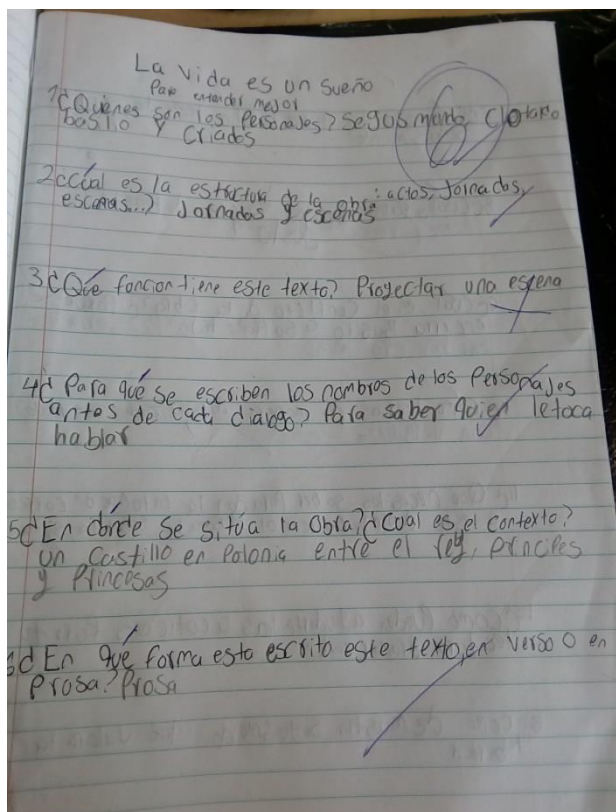 La vida es un sueño
Para entender mejor
1¿Quiénes son los Personajes? Segusmundo, Clotaldo
basilio y criados
6
2¿Cúal es la estructura de la obra: actos, Jornadas,
escenas...? Jornadas y escenas
3¿Qúe funcion tiene este texto? Proyectar una escena
4¿Para qúe se escriben los nombres de los Personajes
antes de cada dialogo? Para saber quien le toca
hablar
5¿En dónde se sitúa la Obra? ¿Cual es el contexto?
un Castillo en Polonia entre el rey, principes
y Princesas
¿En qué forma esta escrito este texto, en verso o en
Prosa? Prosa